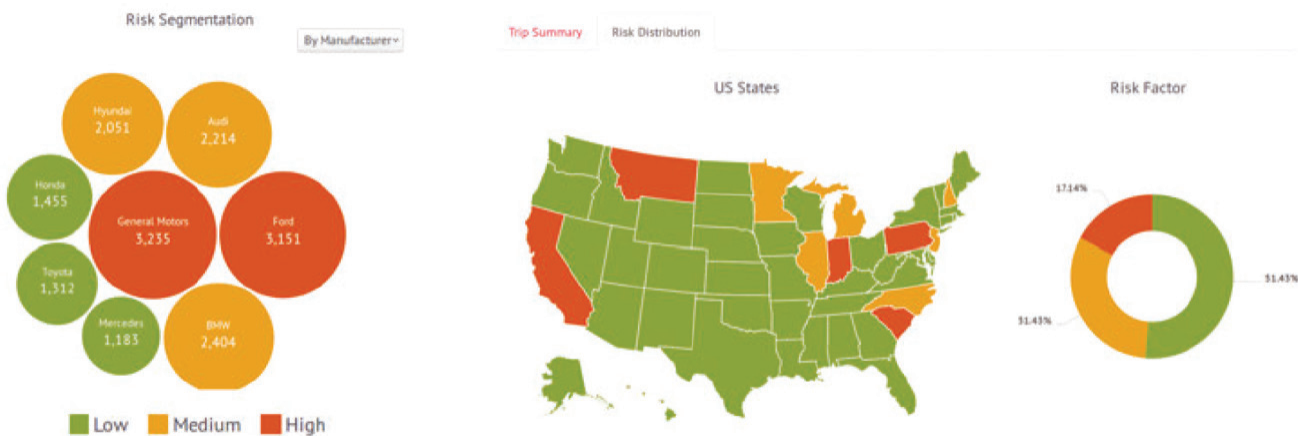 Risk Segmentation
By Manufacturer
Hyundai
2,051
Audi
2,214
Honda
1,455
General Motors
3,235
Ford
3,151
Toyota
1,312
Mercedes
1,183
BMW
2,404
Low
Medium
High
Trip Summary
Risk Distribution
US States
Risk Factor
17.14%
51.43%
31.43%